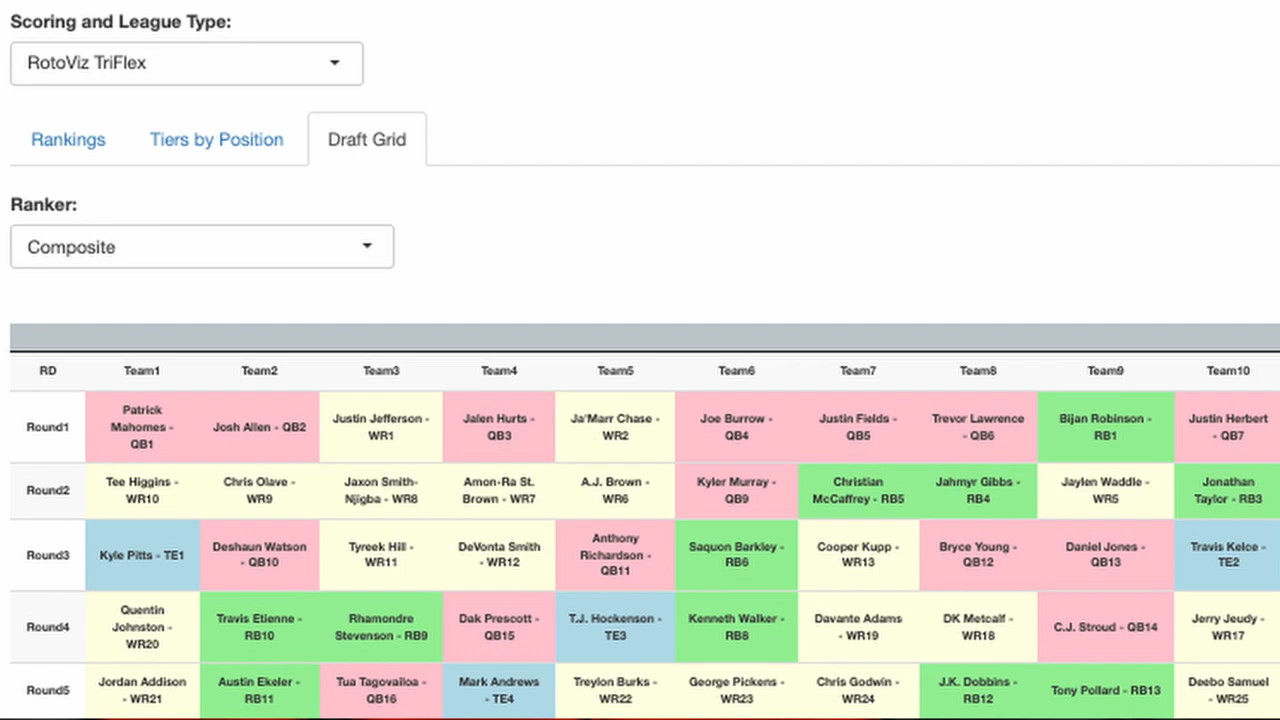 Scoring and League Type:
RotoViz TriFlex
Rankings Tiers by Position Draft Grid
Ranker:
Composite
RD Team1 Team2 Team3 Team4 Team5 Team6 Team7 Team8 Team9 Team10
Round1
Patrick
Mahomes -
QB1
Josh Allen - QB2
Justin Jefferson -
WR1
Jalen Hurts -
QB3
Ja'Marr Chase -
WR2
Joe Burrow -
QB4
Justin Fields -
QB5
Trevor Lawrence
- QB6
Bijan Robinson -
RB1
Justin Herbert
- QB7
Round2
Tee Higgins -
WR10
Chris Olave -
WR9
Jaxon Smith-
Njigba - WR8
Amon-Ra St.
Brown - WR7
A.J. Brown -
WR6
Kyler Murray -
QB9
Christian
McCaffrey - RB5
Jahmyr Gibbs -
RB4
Jaylen Waddle -
WR5
Jonathan
Taylor - RB3
Round3
Kyle Pitts - TE1
Deshaun Watson
- QB10
Tyreek Hill -
WR11
DeVonta Smith
- WR12
Anthony
Richardson -
QB11
Saquon Barkley -
RB6
Cooper Kupp -
WR13
Bryce Young -
QB12
Daniel Jones -
QB13
Travis Kelce -
TE2
Round4
Quentin
Johnston -
WR20
Travis Etienne -
RB10
Rhamondre
Stevenson - RB9
Dak Prescott -
QB15
T.J. Hockenson -
TE3
Kenneth Walker -
RB8
Davante Adams
- WR19
DK Metcalf -
WR18
C.J. Stroud - QB14
Jerry Jeudy -
WR17
Round5
Jordan Addison
- WR21
Austin Ekeler -
RB11
Tua Tagovailoa -
QB16
Mark Andrews
- TE4
Treylon Burks -
WR22
George Pickens -
WR23
Chris Godwin -
WR24
J.K. Dobbins -
RB12
Tony Pollard - RB13
Deebo Samuel
- WR25